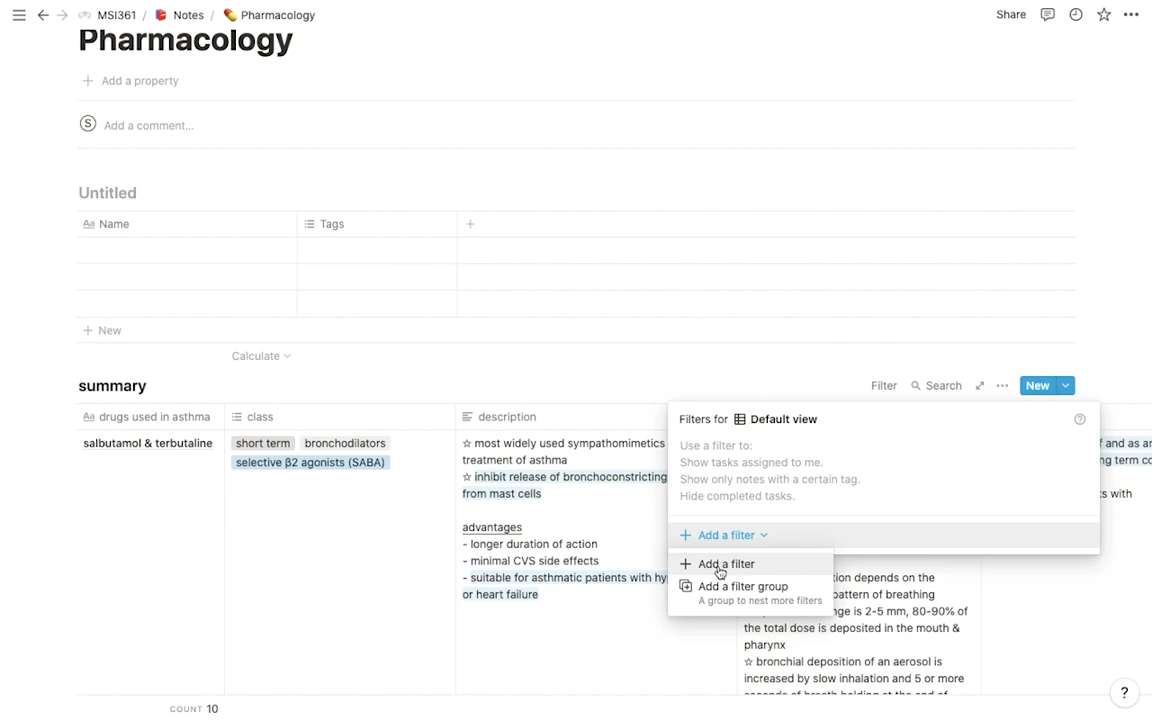 MSI361 / Notes / Pharmacology
Share
Pharmacology
Add a property
S Add a comment...
Untitled
Aa Name Tags
New
Calculate
summary
Filter Search New
Aa drugs used in asthma class description
salbutamol & terbutaline
short term bronchodilators
selective β2 agonists (SABA)
☆ most widely used sympathomimetics
treatment of asthma
☆ inhibit release of bronchoconstricting
from mast cells
advantages
- longer duration of action
- minimal CVS side effects
- suitable for asthmatic patients with
or heart failure
Filters for Default view
Use a filter to:
Show tasks assigned to me.
Show only notes with a certain tag.
Hide completed tasks.
+ Add a filter
+ Add a filter
Add a filter group
A group to nest more filters
depends on the
of breathing
is 2-5 mm, 80-90% of
the total dose is deposited in the mouth &
pharynx
☆ bronchial deposition of an aerosol is
increased by slow inhalation and 5 or more
and as
term
with
COUNT 10
?